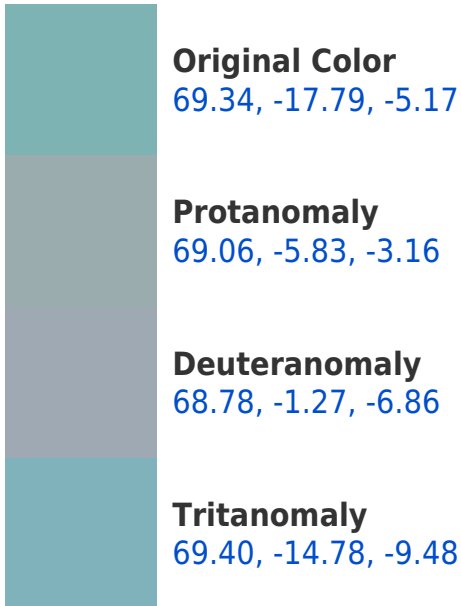 Original Color
69.34, -17.79, -5.17
Protanomaly
69.06, -5.83, -3.16
Deuteranomaly
68.78, -1.27, -6.86
Tritanomaly
69.40, -14.78, -9.48